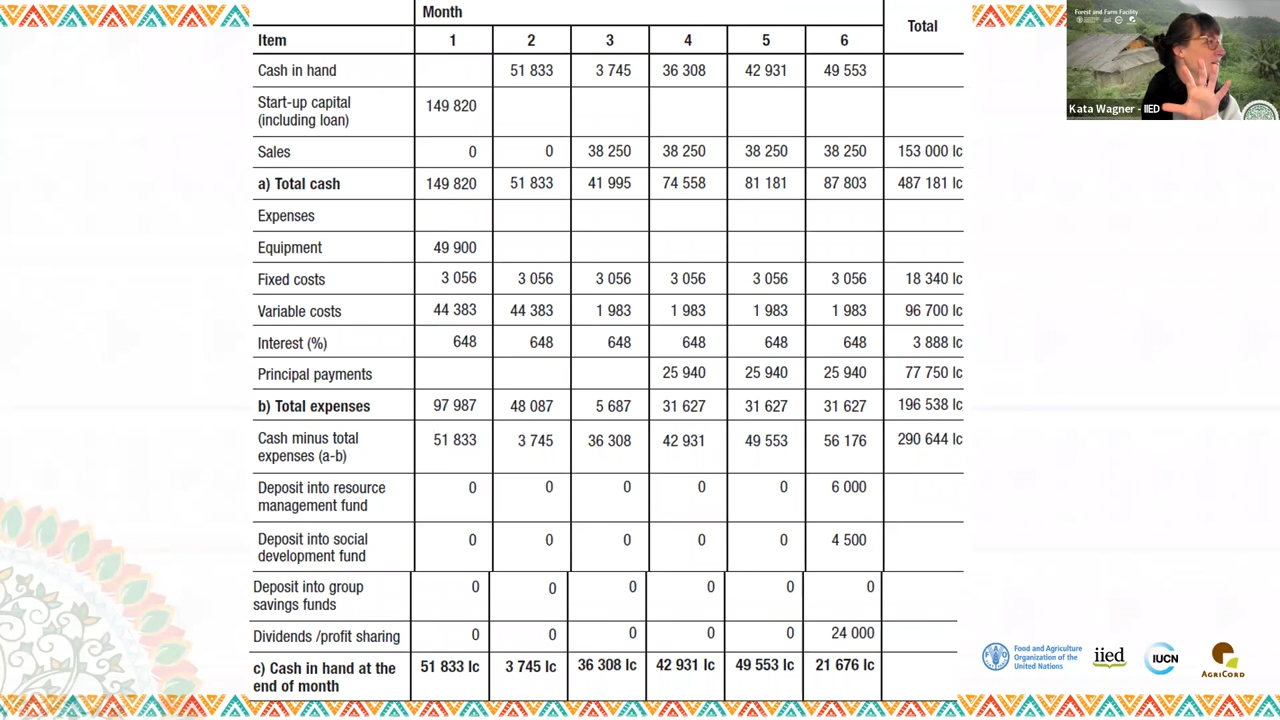 Month
Total
Item 1 2 3 4 5 6
Cash in hand 51 833 3 745 36 308 42 931 49 553
Start-up capital
(including loan) 149 820
Sales 0 0 38 250 38 250 38 250 38 250 153 000 lc
a) Total cash 149 820 51 833 41 995 74 558 81 181 87 803 487 181 lc
Expenses
Equipment 49 900
Fixed costs 3 056 3 056 3 056 3 056 3 056 3 056 18 340 lc
Variable costs 44 383 44 383 1 983 1 983 1 983 1 983 96 700 lc
Interest (%) 648 648 648 648 648 648 3 888 lc
Principal payments 25 940 25 940 25 940 77 750 lc
b) Total expenses 97 987 48 087 5 687 31 627 31 627 31 627 196 538 lc
Cash minus total
expenses (a-b) 51 833 3 745 36 308 42 931 49 553 56 176 290 644 lc
Deposit into resource
management fund 0 0 0 0 0 6 000
Deposit into social
development fund 0 0 0 0 0 4 500
Deposit into group
savings funds 0 0 0 0 0 0
Dividends /profit sharing 0 0 0 0 0 24 000
c) Cash in hand at the
end of month 51 833 lc 3 745 lc 36 308 lc 42 931 lc 49 553 lc 21 676 lc
Forest and Farm Facility
Kata Wagner - IIED
Food and Agriculture
Organization of the
United Nations
iied
IUCN
AGRICORD